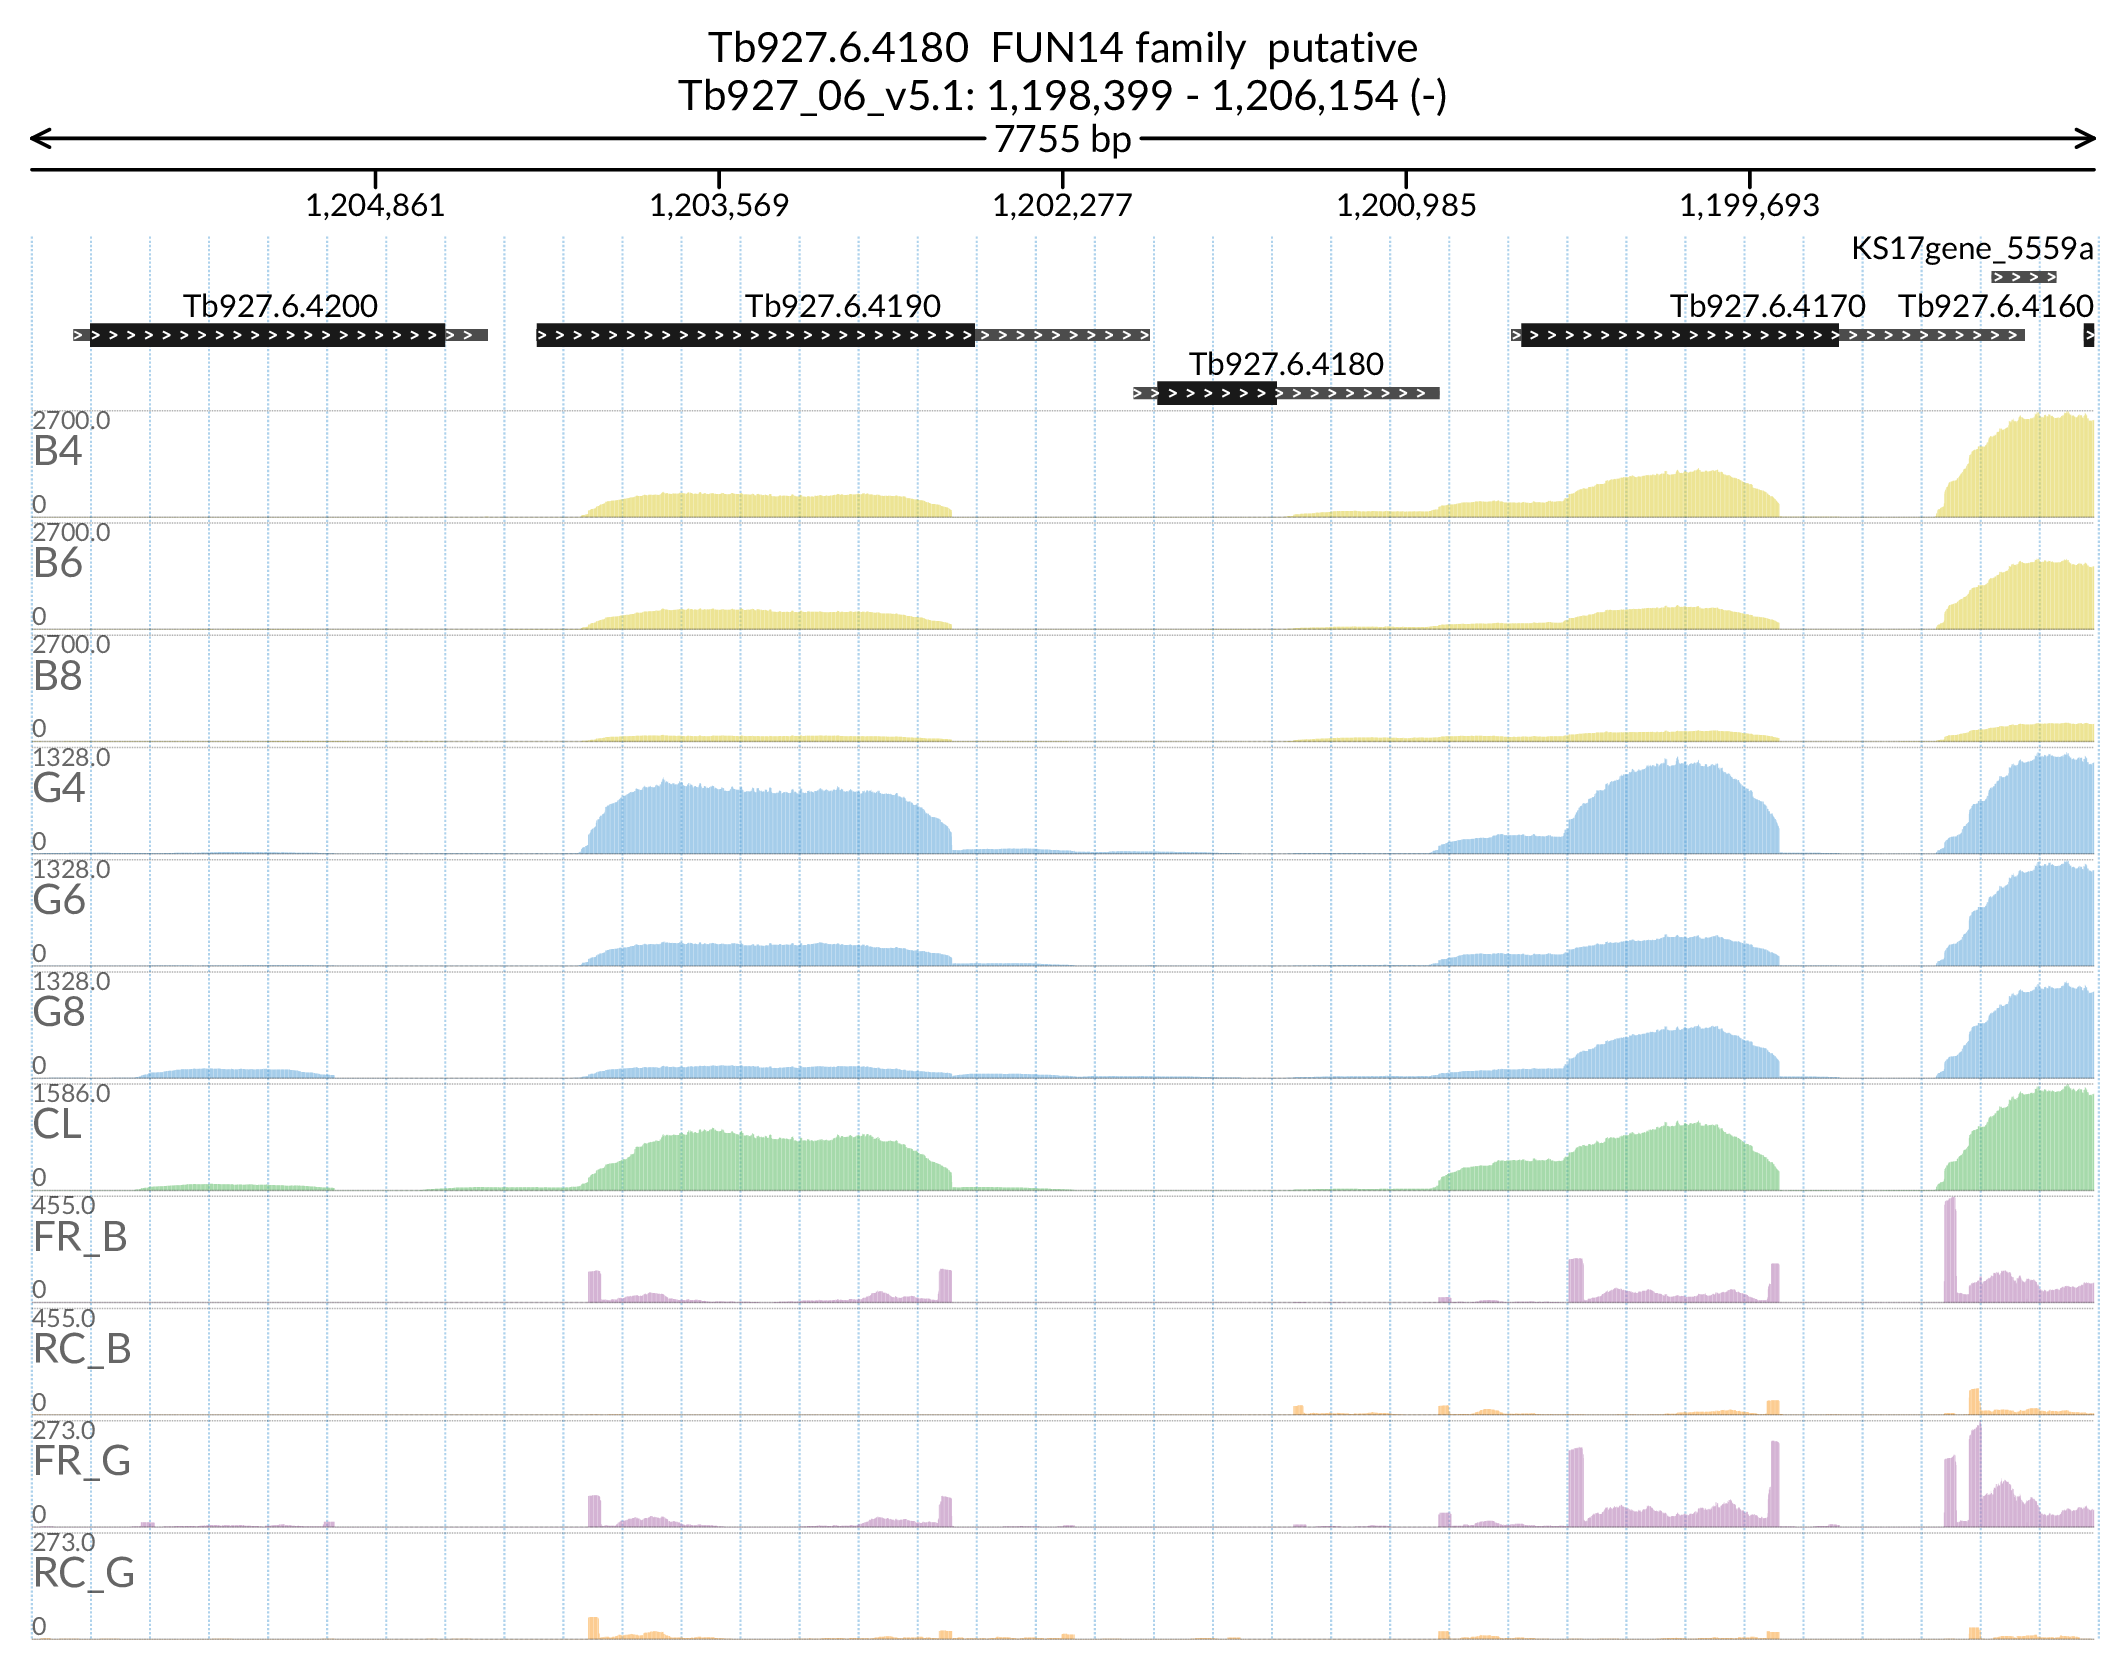 Tb927.6.4180  FUN14 family  putative
Tb927_06_v5.1: 1,198,399 - 1,206,154 (-)
7755 bp
1,204,861 1,203,569 1,202,277 1,200,985 1,199,693
KS17gene_5559a
Tb927.6.4200 Tb927.6.4190 Tb927.6.4170 Tb927.6.4160
Tb927.6.4180
2700.0
B4
0
2700.0
B6
0
2700.0
B8
0
1328.0
G4
0
1328.0
G6
0
1328.0
G8
0
1586.0
CL
0
455.0
FR_B
0
455.0
RC_B
0
273.0
FR_G
0
273.0
RC_G
0